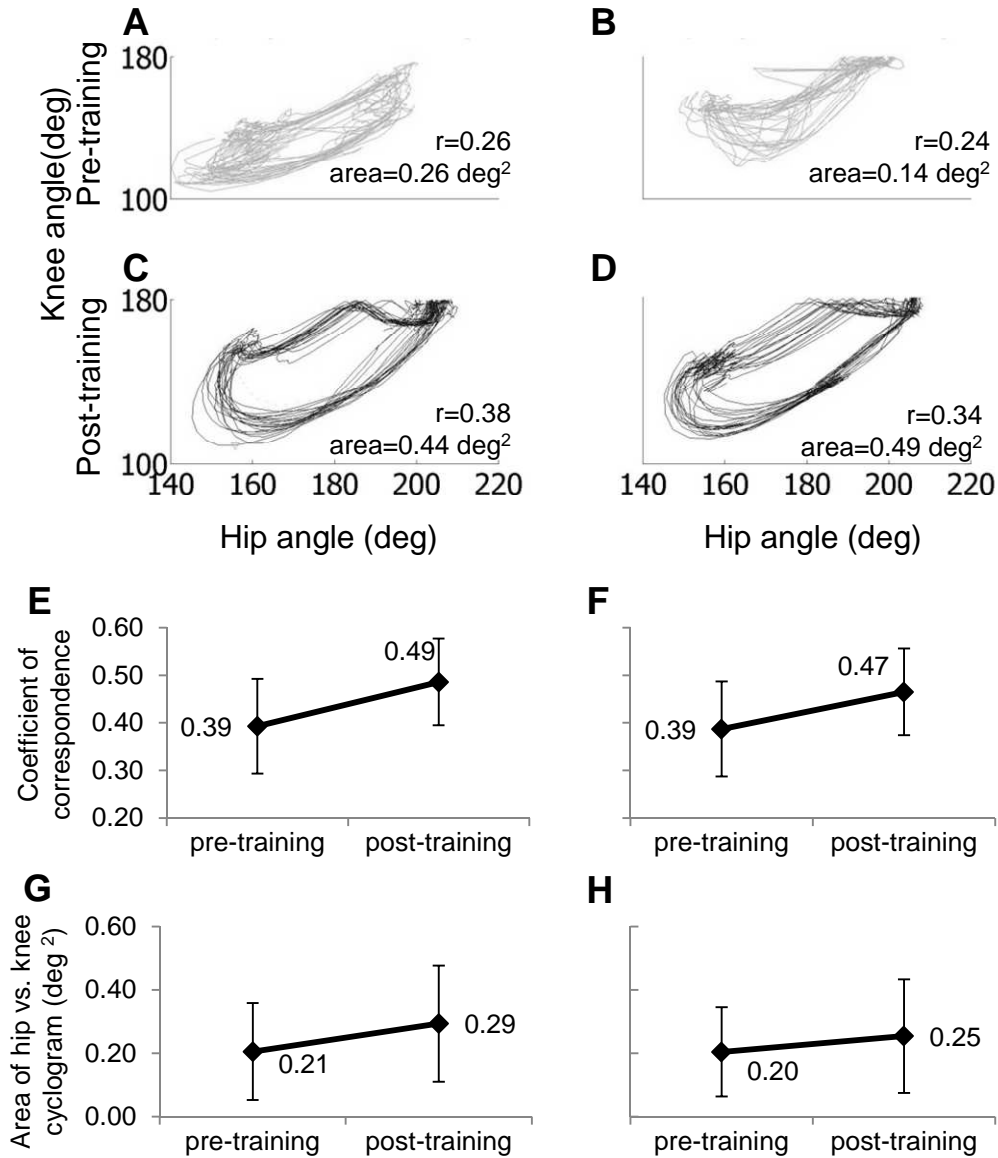 A
B
Knee angle(deg)
Pre-training
180
100
r=0.26
area=0.26 deg²
r=0.24
area=0.14 deg²
C
D
Post-training
180
100
r=0.38
area=0.44 deg²
r=0.34
area=0.49 deg²
140 160 180 200 220
140 160 180 200 220
Hip angle (deg)
Hip angle (deg)
E
F
Coefficient of
correspondence
0.60
0.50
0.40
0.30
0.20
0.39
0.49
0.39
0.47
pre-training post-training
pre-training post-training
G
H
Area of hip vs. knee
cyclogram (deg ²)
0.60
0.40
0.20
0.00
0.21
0.29
0.20
0.25
pre-training post-training
pre-training post-training